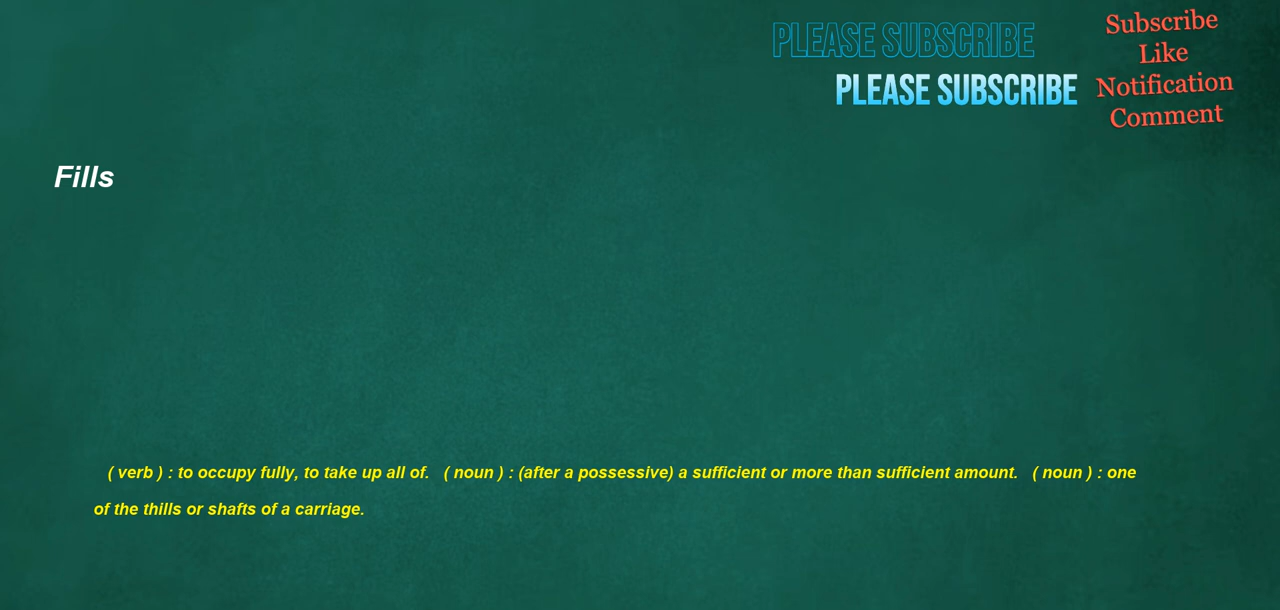 PLEASE SUBSCRIBE
PLEASE SUBSCRIBE
Subscribe
Like
Notification
Comment
Fills
( verb ) : to occupy fully, to take up all of. ( noun ) : (after a possessive) a sufficient or more than sufficient amount. ( noun ) : one
of the thills or shafts of a carriage.